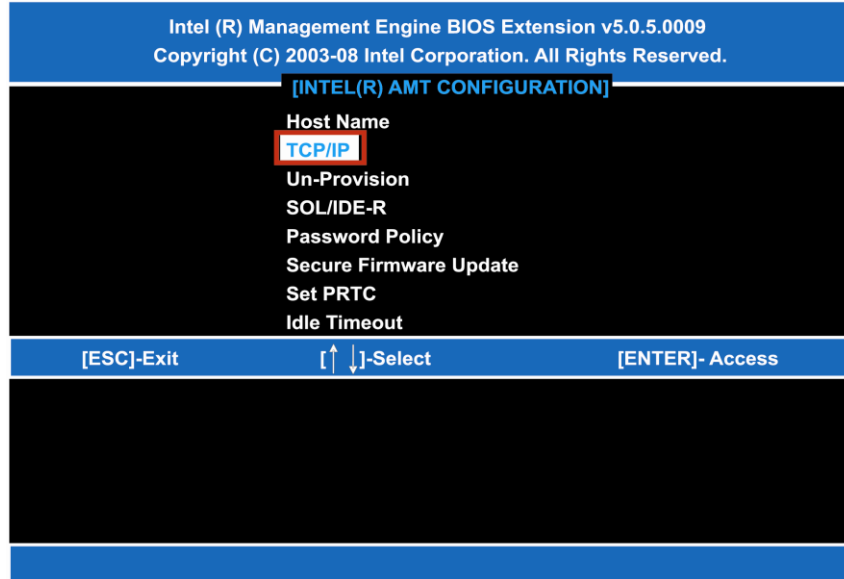 Intel (R) Management Engine BIOS Extension v5.0.5.0009
Copyright (C) 2003-08 Intel Corporation. All Rights Reserved.
[INTEL(R) AMT CONFIGURATION]
Host Name
TCP/IP
Un-Provision
SOL/IDE-R
Password Policy
Secure Firmware Update
Set PRTC
Idle Timeout
[ESC]-Exit [↑ ↓]-Select [ENTER]- Access